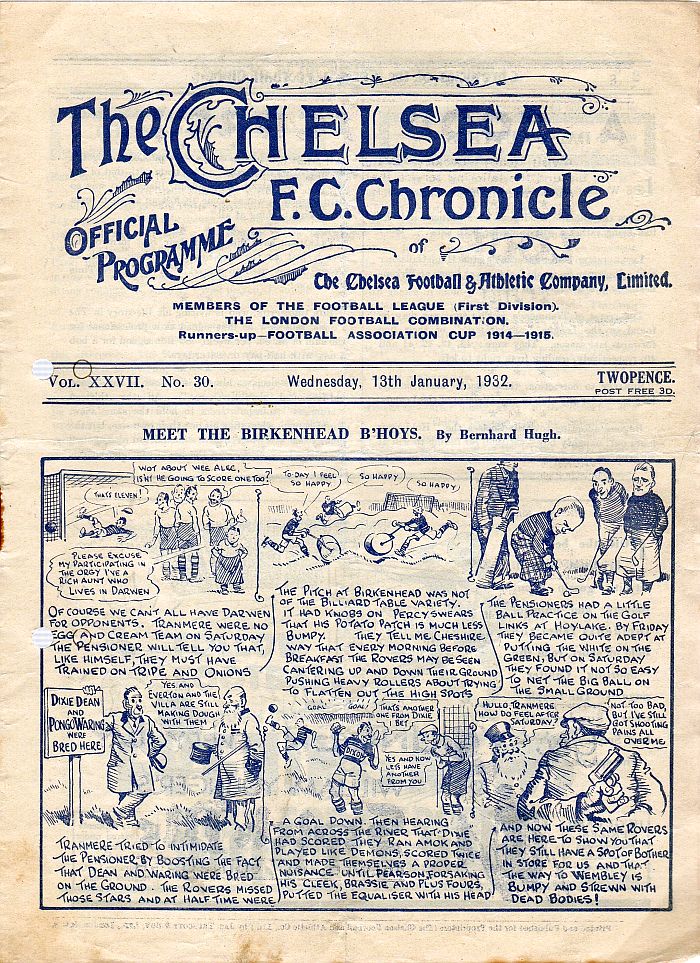 The CHELSEA
F.C. Chronicle
OFFICIAL
PROGRAMME
of
The Chelsea Football & Athletic Company, Limited.
MEMBERS OF THE FOOTBALL LEAGUE (First Division).
THE LONDON FOOTBALL COMBINATION.
Runners-up—FOOTBALL ASSOCIATION CUP 1914—1915.
VOL. XXVII. No. 30.
Wednesday, 13th January, 1932.
TWOPENCE.
POST FREE 3D.
MEET THE BIRKENHEAD B'HOYS. By Bernhard Hugh.
THAT'S ELEVEN!
WOT ABOUT WEE ALEC,
ISN'T HE GOING TO SCORE ONE TOO?
PLEASE EXCUSE
MY PARTICIPATING IN
THE ORGY I'VE A
RICH AUNT WHO
LIVES IN DARWEN
OF COURSE WE CAN'T ALL HAVE DARWEN
FOR OPPONENTS. TRANMERE WERE NO
EGG AND CREAM TEAM ON SATURDAY
THE PENSIONER WILL TELL YOU THAT,
LIKE HIMSELF, THEY MUST HAVE
TRAINED ON TRIPE AND ONIONS
TO-DAY I FEEL
SO HAPPY
SO HAPPY
SO HAPPY
THE PITCH AT BIRKENHEAD WAS NOT
OF THE BILLIARD TABLE VARIETY.
IT HAD KNOBS ON PERCY SWEARS
THAT HIS POTATO PATCH IS MUCH LESS
BUMPY. THEY TELL ME CHESHIRE
WAY THAT EVERY MORNING BEFORE
BREAKFAST THE ROVERS MAY BE SEEN
CANTERING UP AND DOWN THEIR GROUND
PUSHING HEAVY ROLLERS ABOUT TRYING
TO FLATTEN OUT THE HIGH SPOTS
THE PENSIONERS HAD A LITTLE
BALL PRACTICE ON THE GOLF
LINKS AT HOYLAKE. BY FRIDAY
THEY BECAME QUITE ADEPT AT
PUTTING THE WHITE ON THE
GREEN, BUT ON SATURDAY
THEY FOUND IT NOT SO EASY
TO NET THE BIG BALL ON
THE SMALL GROUND
DIXIE DEAN
AND
PONGO WARING
WERE
BRED HERE
YES AND
EVERTON AND THE
VILLA ARE STILL
MAKING DOUGH
WITH THEM
TRANMERE TRIED TO INTIMIDATE
THE PENSIONER, BY BOOSTING THE FACT
THAT DEAN AND WARING WERE BRED
ON THE GROUND. THE ROVERS MISSED
THOSE STARS AND AT HALF TIME WERE
GOAL
GOAL!
THAT'S ANOTHER
ONE FROM DIXIE
I BET!
YES AND NOW
LETS HAVE
ANOTHER
FROM YOU
A GOAL DOWN. THEN HEARING
FROM ACROSS THE RIVER THAT 'DIXIE'
HAD SCORED THEY RAN AMOK AND
PLAYED LIKE DEMONS, SCORED TWICE
AND MADE THEMSELVES A PROPER
NUISANCE. UNTIL PEARSON, FORSAKING
HIS CLEEK, BRASSIE AND PLUS FOURS,
PUTTED THE EQUALISER WITH HIS HEAD
HULLO TRANMERE
HOW DO FEEL AFTER
SATURDAY?
NOT TOO BAD,
BUT I'VE STILL
GOT SHOOTING
PAINS ALL
OVER ME
AND NOW THESE SAME ROVERS
ARE HERE TO SHOW YOU THAT
THEY STILL HAVE A SPOT OF BOTHER
IN STORE FOR US AND THAT
THE WAY TO WEMBLEY IS
BUMPY AND STREWN WITH
DEAD BODIES!